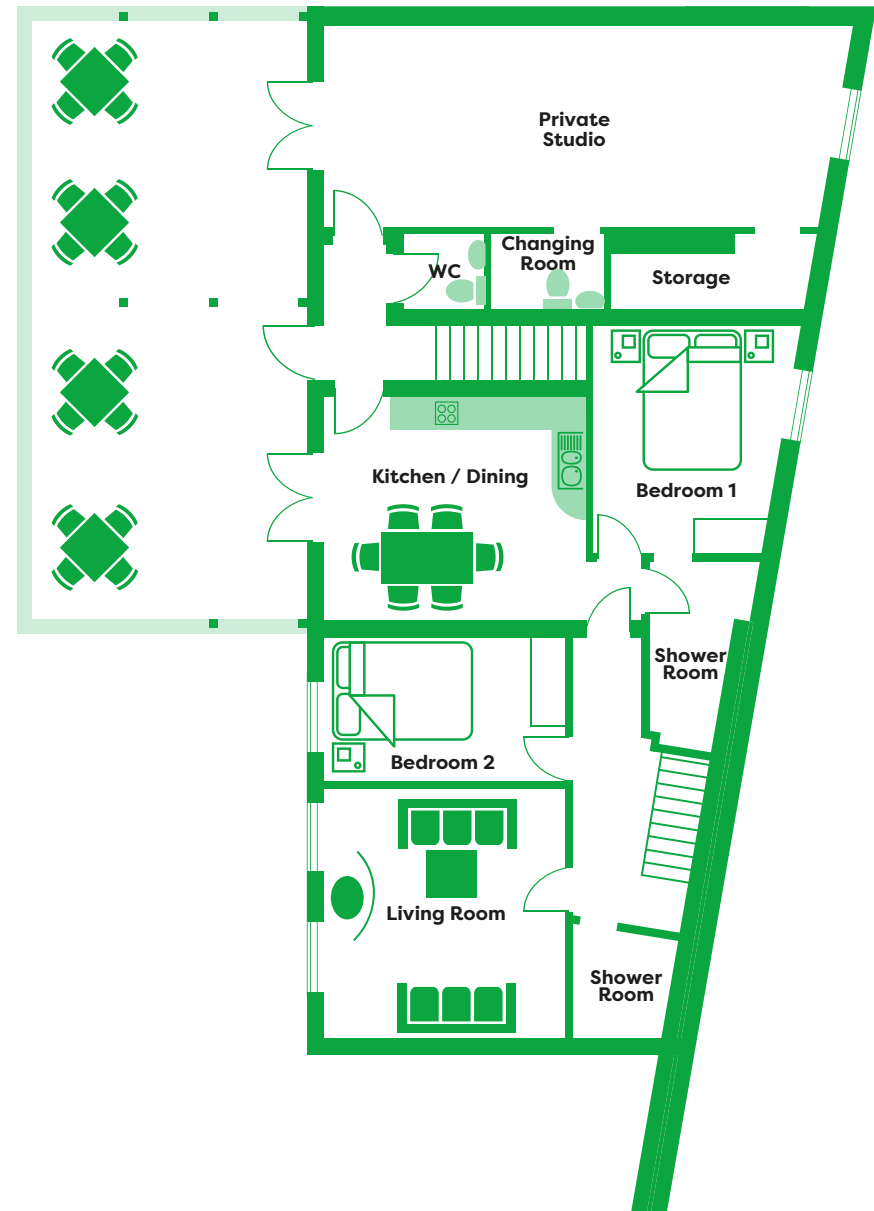 Private
Studio
WC
Changing
Room
Storage
Kitchen / Dining
Bedroom 1
Shower
Room
Bedroom 2
Living Room
Shower
Room